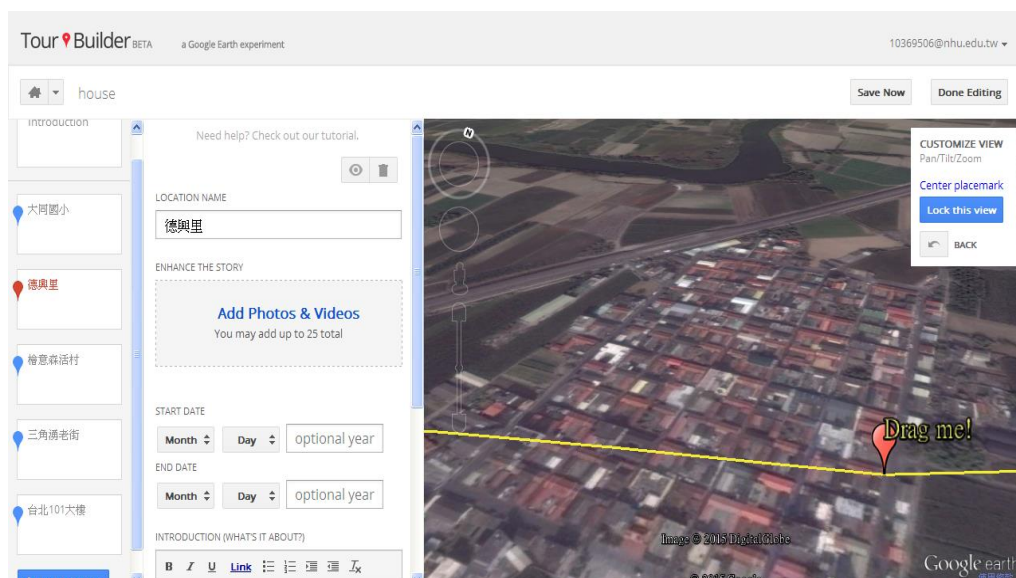 Tour Builder BETA a Google Earth experiment
10369506@nhu.edu.tw
house
Save Now
Done Editing
Introduction
大同國小
德興里
檜意森活村
三角湧老街
台北101大樓
Need help? Check out our tutorial.
LOCATION NAME
德興里
ENHANCE THE STORY
Add Photos & Videos
You may add up to 25 total
START DATE
Month
Day
optional year
END DATE
Month
Day
optional year
INTRODUCTION (WHAT'S IT ABOUT?)
B I U Link
N
CUSTOMIZE VIEW
Pan/Tilt/Zoom
Center placemark
Lock this view
BACK
Drag me!
Image © 2015 DigitalGlobe
© 2015 Google
Google earth